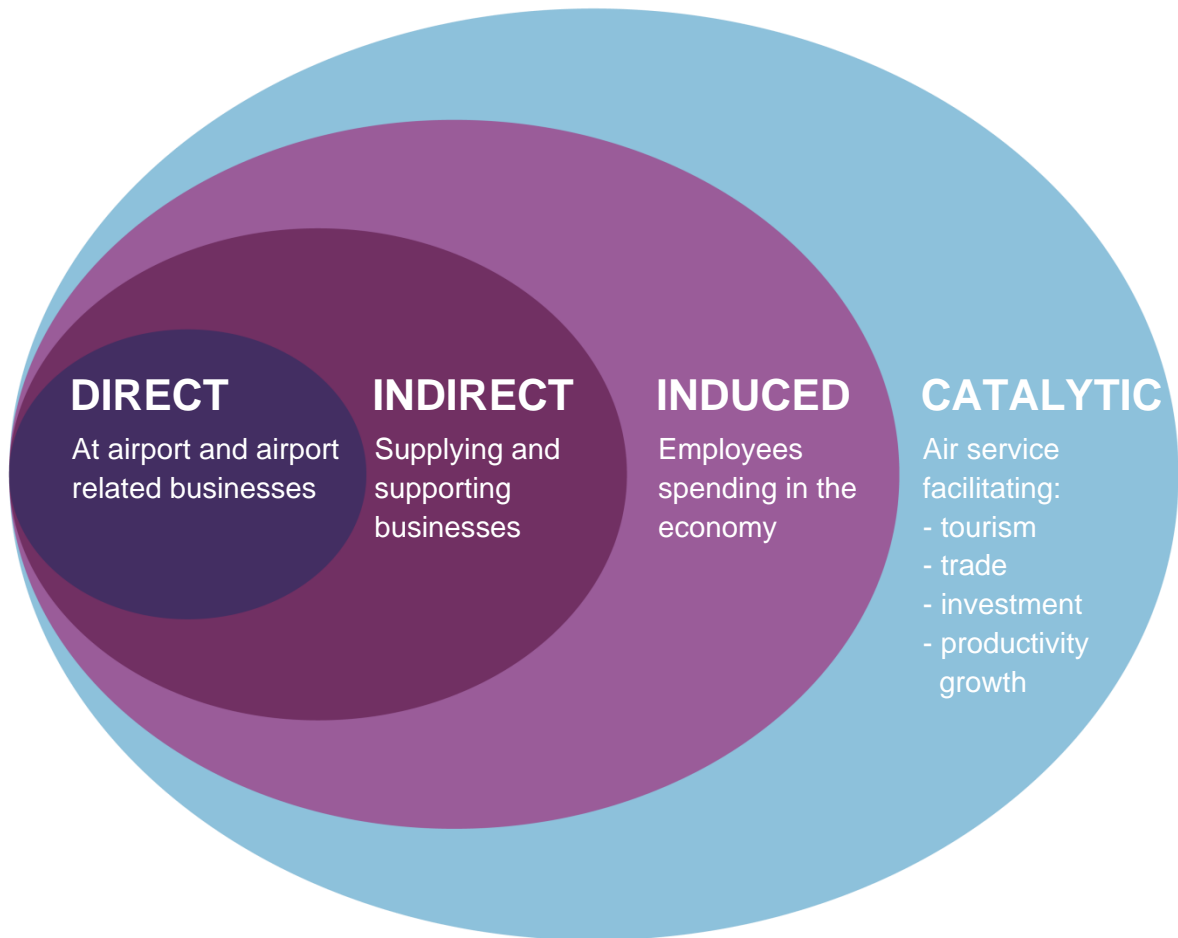 DIRECT
At airport and airport
related businesses
INDIRECT
Supplying and
supporting
businesses
INDUCED
Employees
spending in the
economy
CATALYTIC
Air service
facilitating:
- tourism
- trade
- investment
- productivity
growth